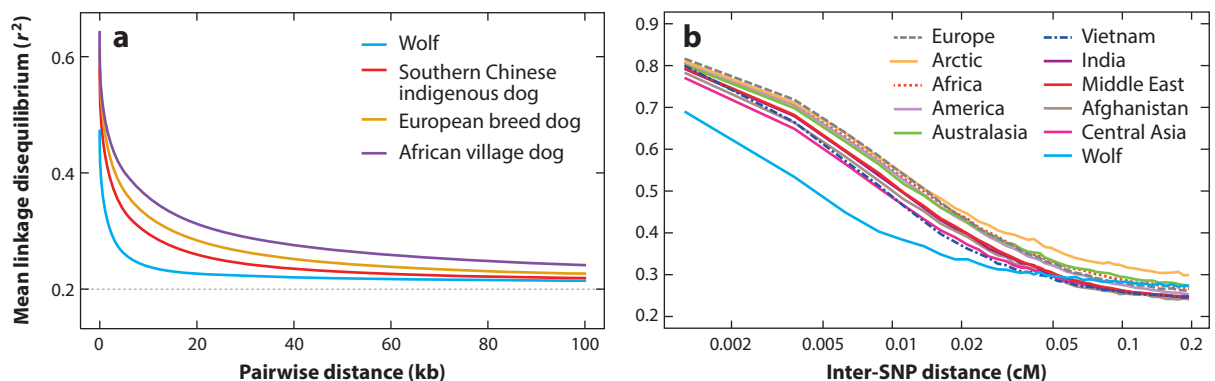 a
Mean linkage disequilibrium (r²)
0.6
0.4
0.2
Wolf
Southern Chinese
indigenous dog
European breed dog
African village dog
0 20 40 60 80 100
Pairwise distance (kb)
b
0.9
0.8
0.7
0.6
0.5
0.4
0.3
0.2
Europe
Arctic
Africa
America
Australasia
Vietnam
India
Middle East
Afghanistan
Central Asia
Wolf
0.002 0.005 0.01 0.02 0.05 0.1 0.2
Inter-SNP distance (cM)